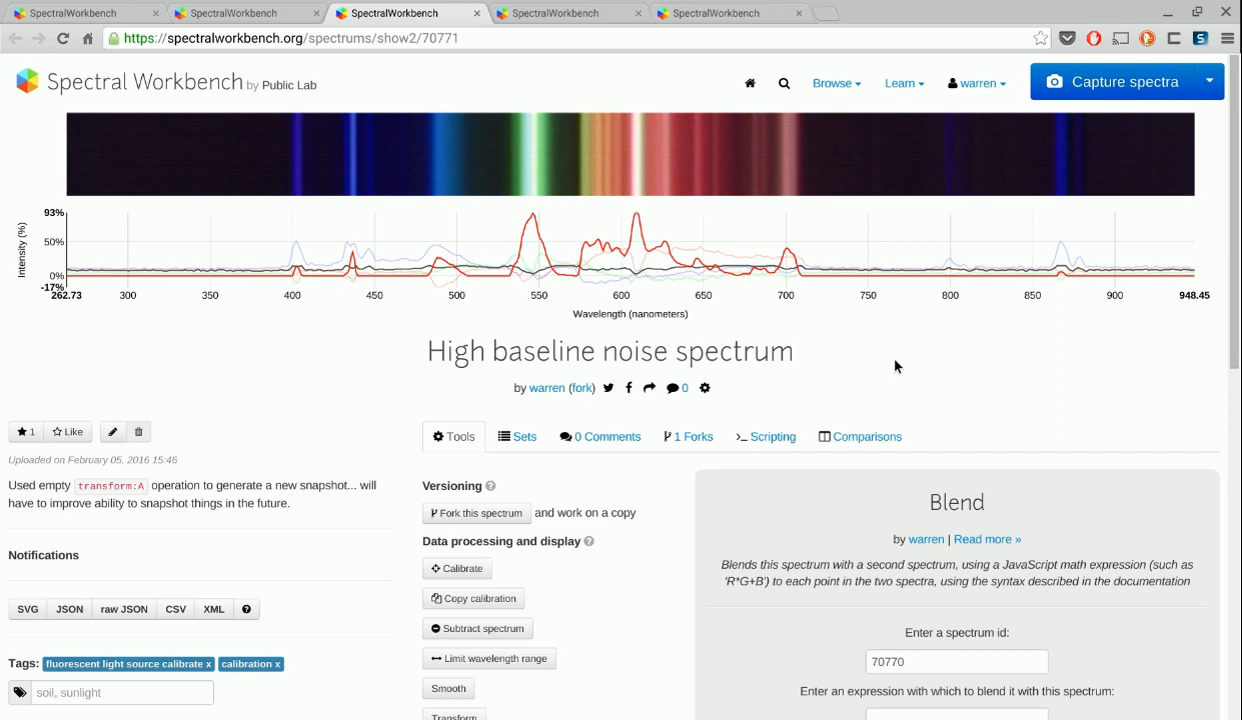 SpectralWorkbench × SpectralWorkbench × SpectralWorkbench × SpectralWorkbench × SpectralWorkbench ×
https://spectralworkbench.org/spectrums/show2/70771
Spectral Workbench by Public Lab
Browse Learn warren Capture spectra
93%
50%
0%
-17%
Intensity (%)
262.73 300 350 400 450 500 550 600 650 700 750 800 850 900 948.45
Wavelength (nanometers)
High baseline noise spectrum
by warren (fork) 0
1 Like
Tools Sets 0 Comments 1 Forks >_ Scripting Comparisons
Uploaded on February 05, 2016 15:46
Used empty transform:A operation to generate a new snapshot... will
have to improve ability to snapshot things in the future.
Notifications
SVG JSON raw JSON CSV XML ?
Tags: fluorescent light source calibrate x calibration x
soil, sunlight
Versioning ?
Fork this spectrum and work on a copy
Data processing and display ?
Calibrate
Copy calibration
Subtract spectrum
Limit wavelength range
Smooth
Transform
Blend
by warren | Read more »
Blends this spectrum with a second spectrum, using a JavaScript math expression (such as
'R*G+B') to each point in the two spectra, using the syntax described in the documentation
Enter a spectrum id:
70770
Enter an expression with which to blend it with this spectrum: